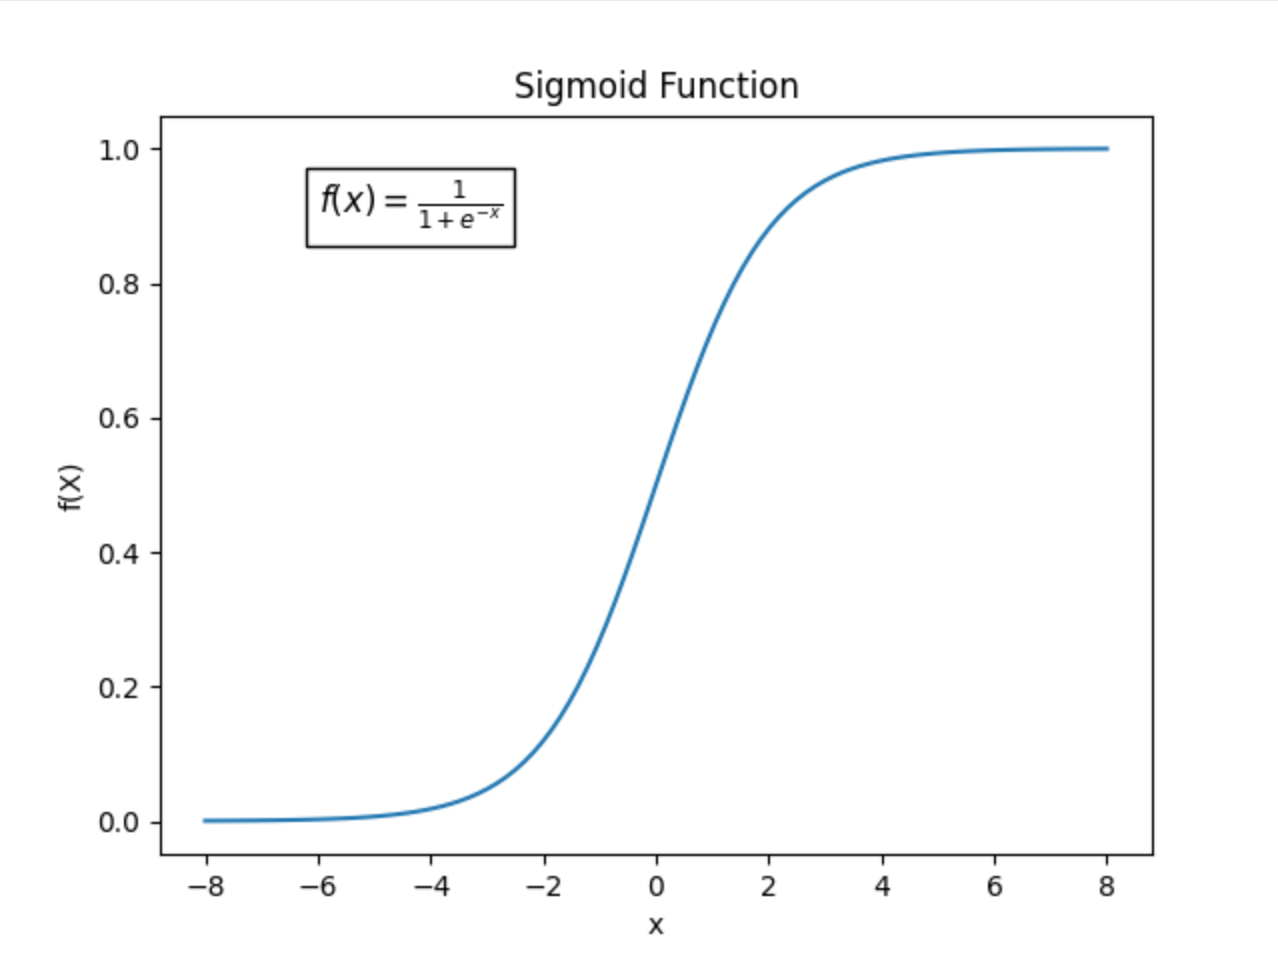 Sigmoid Function
f(x) = 1 / (1 + e^{-x})
1.0
0.8
0.6
0.4
0.2
0.0
f(X)
−8 −6 −4 −2 0 2 4 6 8
x